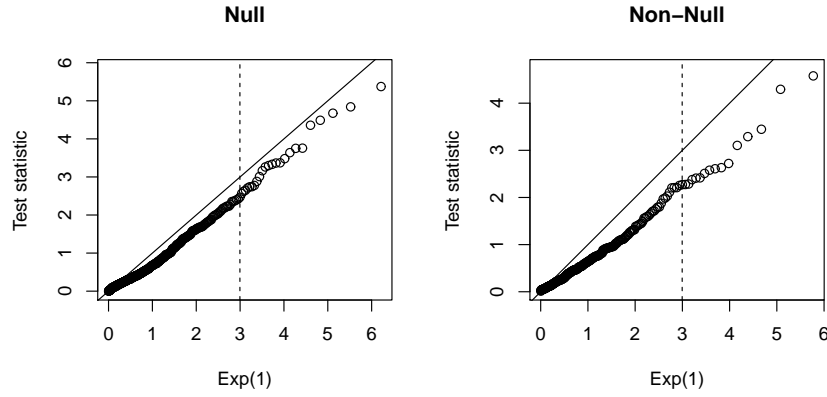 Null
Test statistic
0 1 2 3 4 5 6
0 1 2 3 4 5 6
Exp(1)
Non−Null
Test statistic
0 1 2 3 4
0 1 2 3 4 5 6
Exp(1)